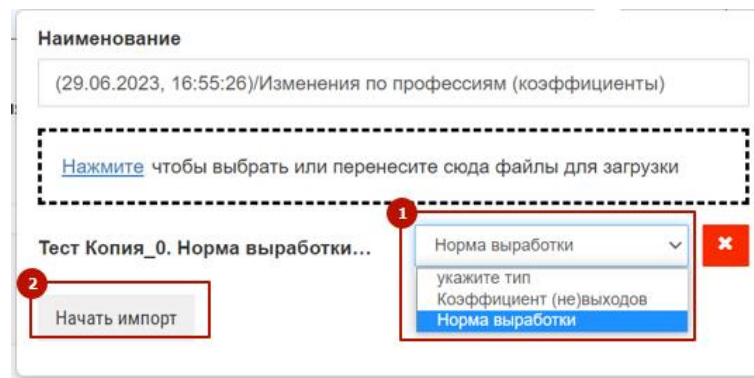 Наименование
(29.06.2023, 16:55:26)/Изменения по профессиям (коэффициенты)
Нажмите чтобы выбрать или перенесите сюда файлы для загрузки
1
Тест Копия_0. Норма выработки...
Норма выработки
укажите тип
Коэффициент (не)выходов
Норма выработки
2
Начать импорт